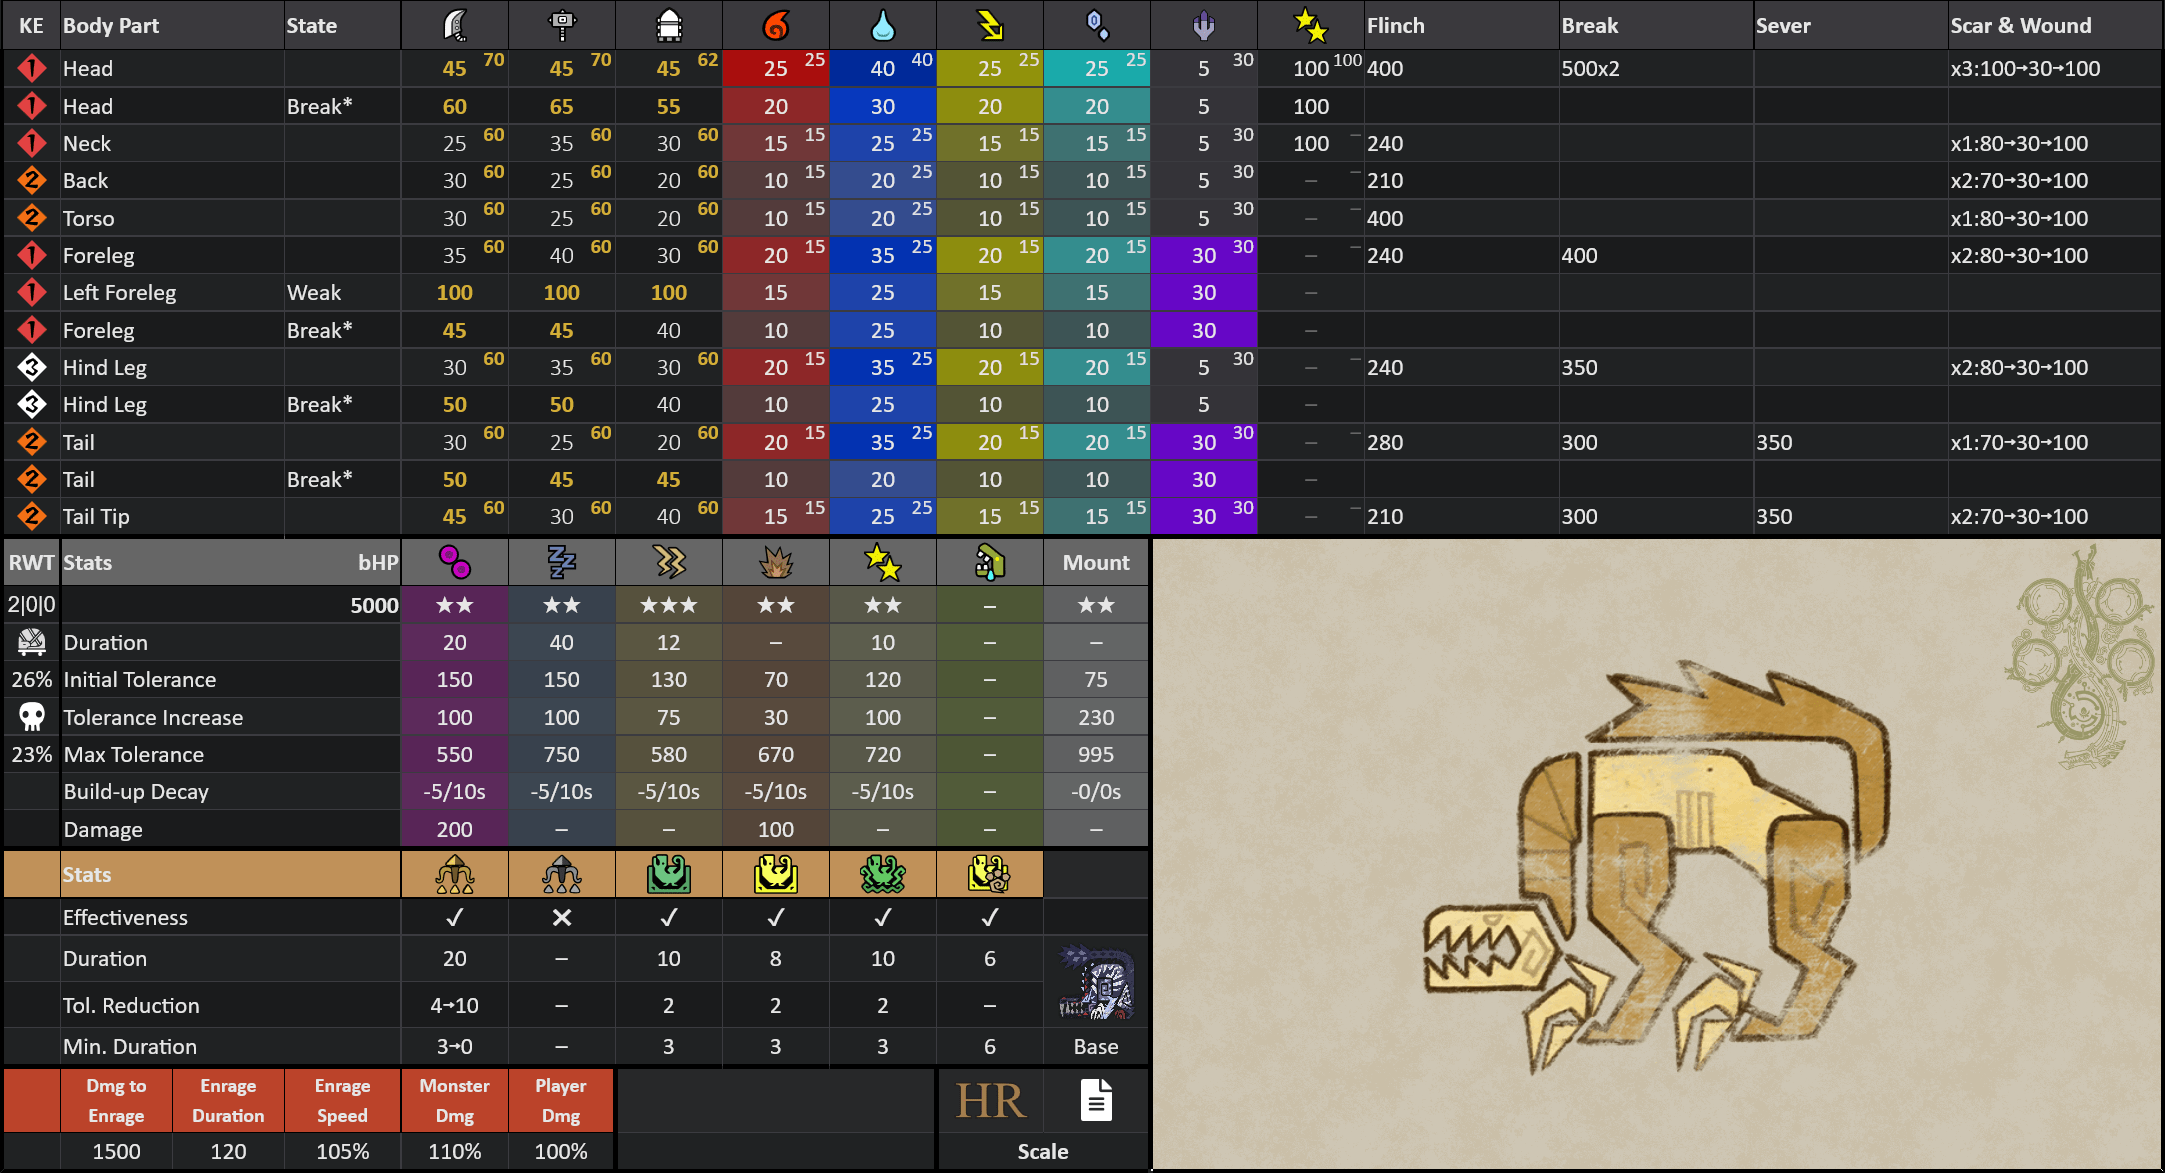 KE Body Part State Flinch Break Sever Scar & Wound
1 Head 45 70 45 70 45 62 25 25 40 40 25 25 25 25 5 30 100 100 400 500x2 x3:100→30→100
1 Head Break* 60 65 55 20 30 20 20 5 100
1 Neck 25 60 35 60 30 60 15 15 25 25 15 15 15 15 5 30 100 – 240 x1:80→30→100
2 Back 30 60 25 60 20 60 10 15 20 25 10 15 10 15 5 30 – – 210 x2:70→30→100
2 Torso 30 60 25 60 20 60 10 15 20 25 10 15 10 15 5 30 – – 400 x1:80→30→100
1 Foreleg 35 60 40 60 30 60 20 15 35 25 20 15 20 15 30 30 – – 240 400 x2:80→30→100
1 Left Foreleg Weak 100 100 100 15 25 15 15 30 –
1 Foreleg Break* 45 45 40 10 25 10 10 30 –
3 Hind Leg 30 60 35 60 30 60 20 15 35 25 20 15 20 15 5 30 – – 240 350 x2:80→30→100
3 Hind Leg Break* 50 50 40 10 25 10 10 5 –
2 Tail 30 60 25 60 20 60 20 15 35 25 20 15 20 15 30 30 – – 280 300 350 x1:70→30→100
2 Tail Break* 50 45 45 10 20 10 10 30 –
2 Tail Tip 45 60 30 60 40 60 15 15 25 25 15 15 15 15 30 30 – – 210 300 350 x2:70→30→100
RWT Stats bHP Mount
2|0|0 5000 ★★ ★★ ★★★ ★★ ★★ – ★★
Duration 20 40 12 – 10 – –
26% Initial Tolerance 150 150 130 70 120 – 75
Tolerance Increase 100 100 75 30 100 – 230
23% Max Tolerance 550 750 580 670 720 – 995
Build-up Decay -5/10s -5/10s -5/10s -5/10s -5/10s – -0/0s
Damage 200 – – 100 – – –
Stats
Effectiveness ✓ ✕ ✓ ✓ ✓ ✓
Duration 20 – 10 8 10 6
Tol. Reduction 4→10 – 2 2 2 –
Min. Duration 3→0 – 3 3 3 6 Base
Dmg to Enrage Enrage Monster Player
Enrage Duration Speed Dmg Dmg HR
1500 120 105% 110% 100% Scale